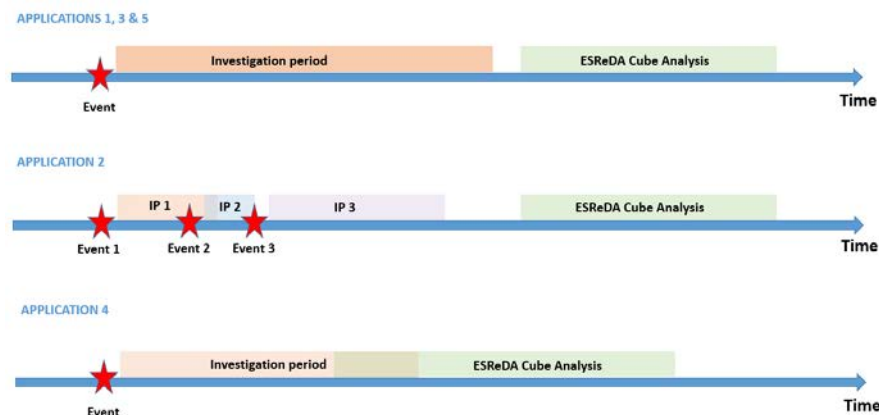 APPLICATIONS 1, 3 & 5
Investigation period
ESReDA Cube Analysis
Event
Time
APPLICATION 2
IP 1
IP 2
IP 3
ESReDA Cube Analysis
Event 1
Event 2
Event 3
Time
APPLICATION 4
Investigation period
ESReDA Cube Analysis
Event
Time